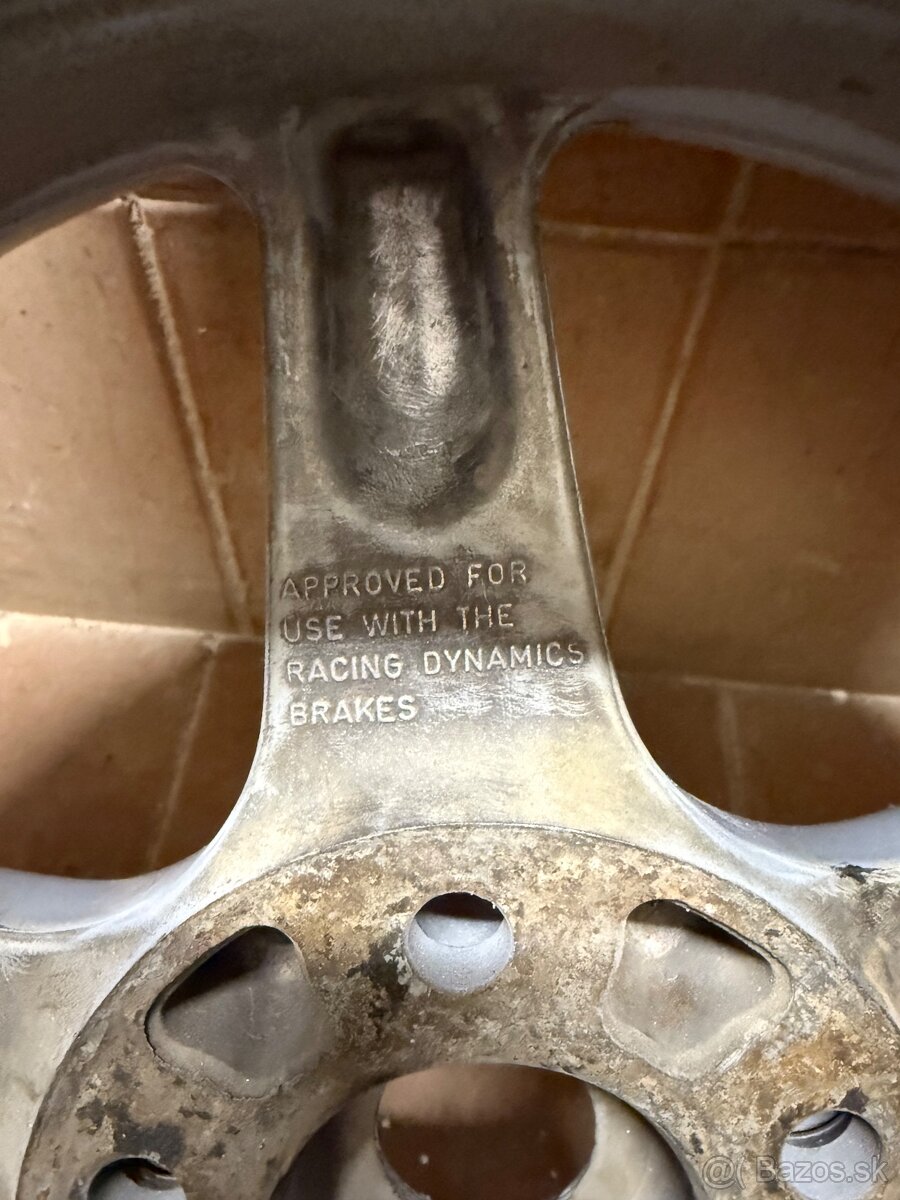 APPROVED FOR
USE WITH THE
RACING DYNAMICS
BRAKES
@ Bazos.sk